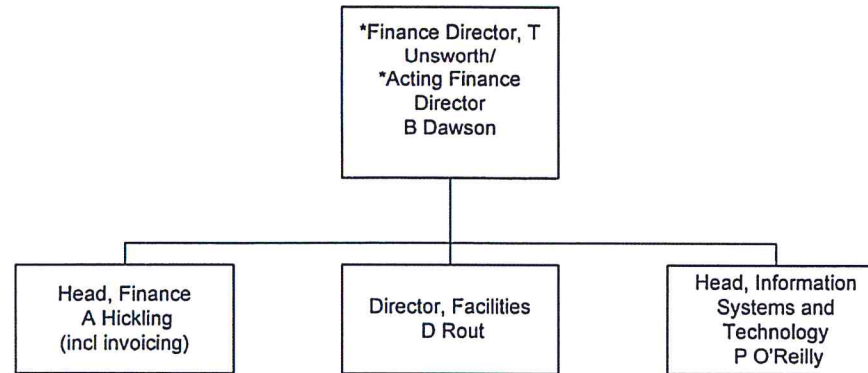 *Finance Director, T
Unsworth/
*Acting Finance
Director
B Dawson
Head, Finance
A Hickling
(incl invoicing)
Director, Facilities
D Rout
Head, Information
Systems and
Technology
P O'Reilly